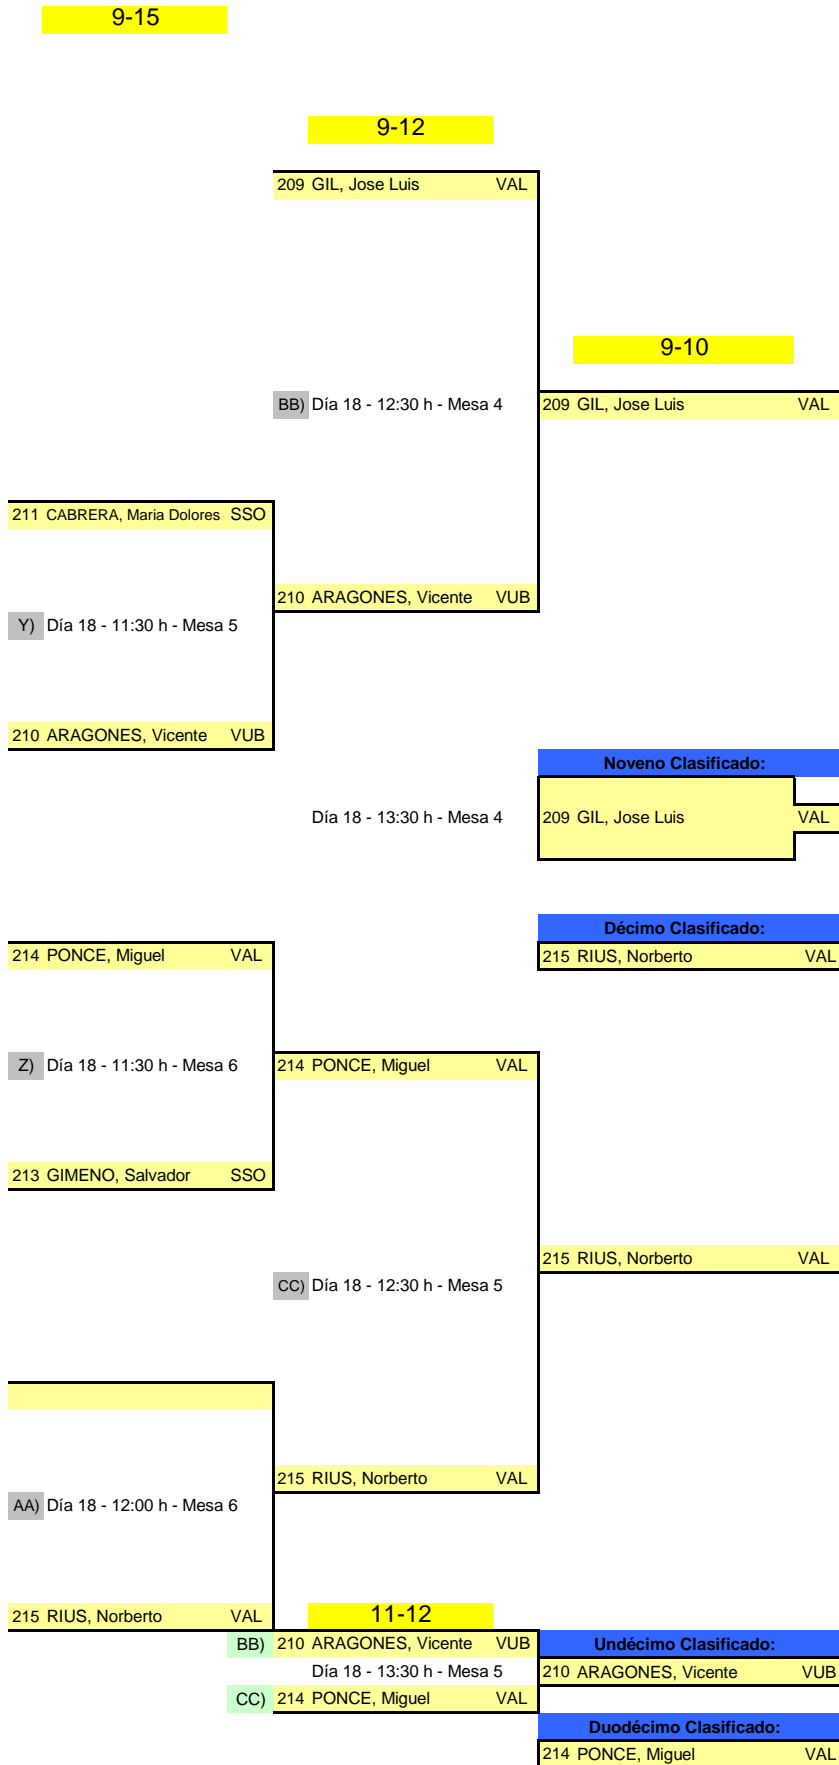 9-15
9-12
209 GIL, Jose Luis VAL
9-10
BB) Día 18 - 12:30 h - Mesa 4
209 GIL, Jose Luis VAL
211 CABRERA, Maria Dolores SSO
210 ARAGONES, Vicente VUB
Y) Día 18 - 11:30 h - Mesa 5
210 ARAGONES, Vicente VUB
Noveno Clasificado:
Día 18 - 13:30 h - Mesa 4
209 GIL, Jose Luis VAL
Décimo Clasificado:
214 PONCE, Miguel VAL
215 RIUS, Norberto VAL
Z) Día 18 - 11:30 h - Mesa 6
214 PONCE, Miguel VAL
213 GIMENO, Salvador SSO
215 RIUS, Norberto VAL
CC) Día 18 - 12:30 h - Mesa 5
215 RIUS, Norberto VAL
AA) Día 18 - 12:00 h - Mesa 6
215 RIUS, Norberto VAL
11-12
BB) 210 ARAGONES, Vicente VUB
Undécimo Clasificado:
Día 18 - 13:30 h - Mesa 5
210 ARAGONES, Vicente VUB
CC) 214 PONCE, Miguel VAL
Duodécimo Clasificado:
214 PONCE, Miguel VAL